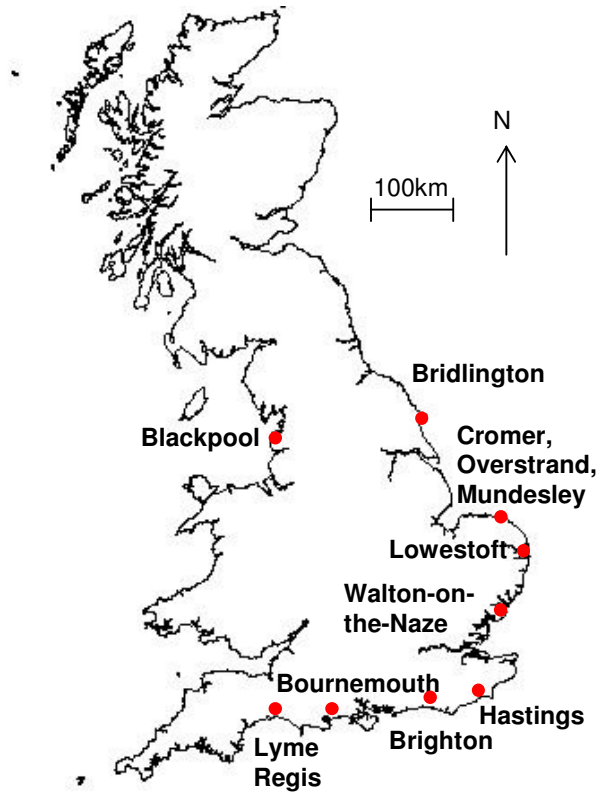 N
100km
Bridlington
Blackpool
Cromer,
Overstrand,
Mundesley
Lowestoft
Walton-on-
the-Naze
Bournemouth
Hastings
Brighton
Lyme
Regis